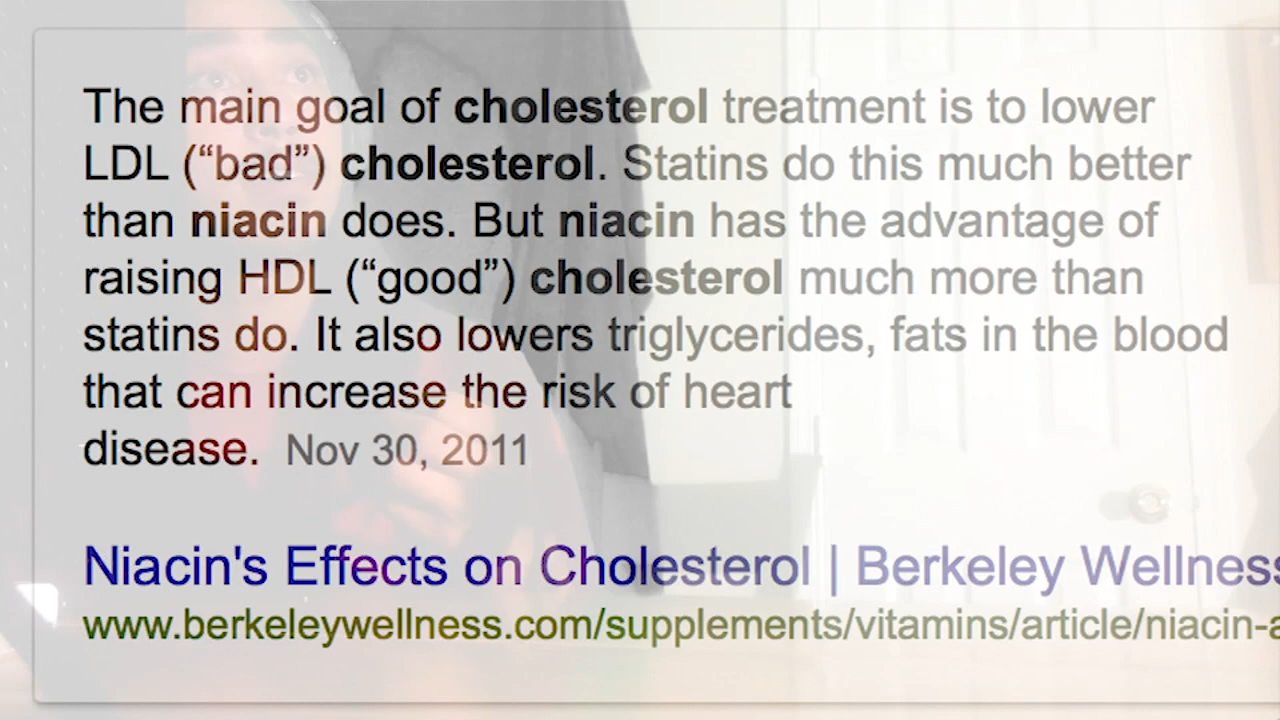 The main goal of cholesterol treatment is to lower
LDL (“bad”) cholesterol. Statins do this much better
than niacin does. But niacin has the advantage of
raising HDL (“good”) cholesterol much more than
statins do. It also lowers triglycerides, fats in the blood
that can increase the risk of heart
disease. Nov 30, 2011
Niacin's Effects on Cholesterol | Berkeley Wellness
www.berkeleywellness.com/supplements/vitamins/article/niacin-a